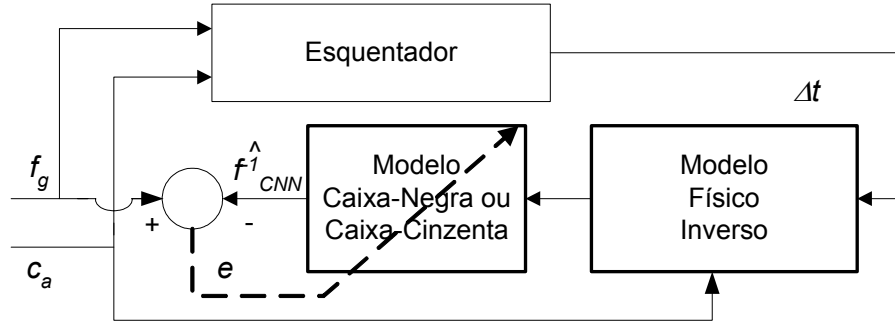 Esquentador
Δt
f_g
+
-
f̂⁻¹_CNN
Modelo
Caixa-Negra ou
Caixa-Cinzenta
Modelo
Físico
Inverso
c_a
e